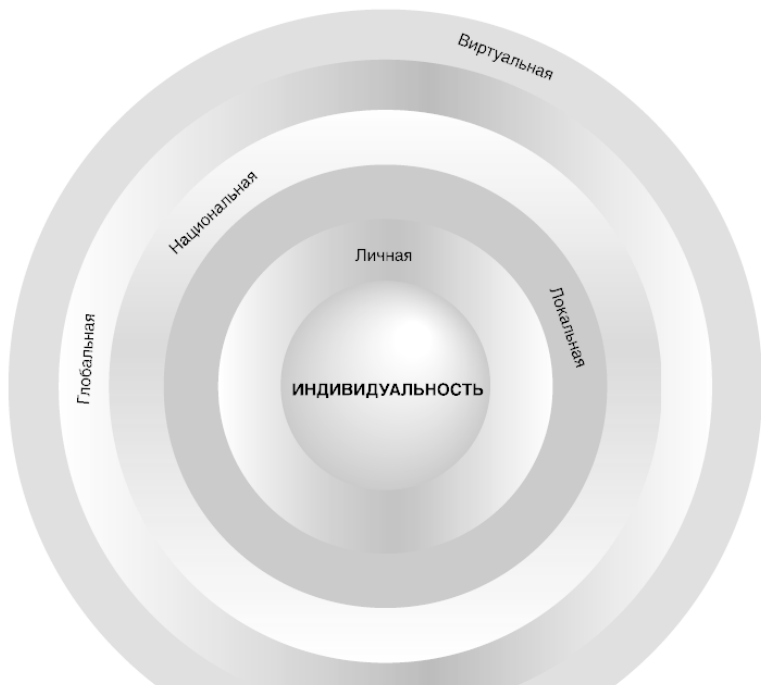 Виртуальная
Национальная
Личная
Локальная
Глобальная
ИНДИВИДУАЛЬНОСТЬ